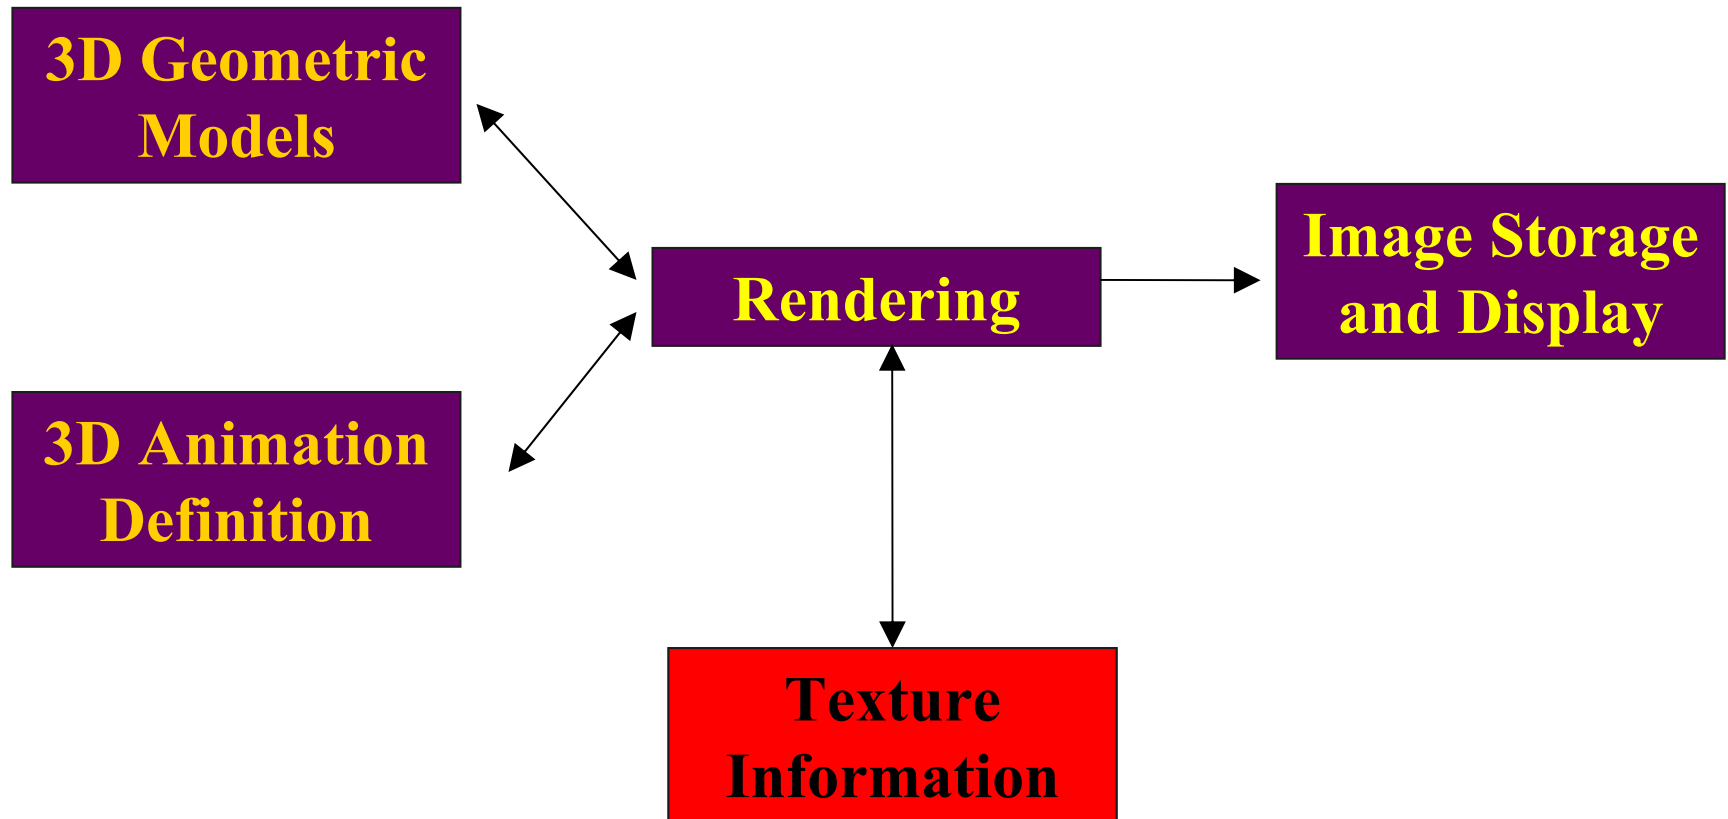 3D Geometric
Models
Rendering
Image Storage
and Display
3D Animation
Definition
Texture
Information